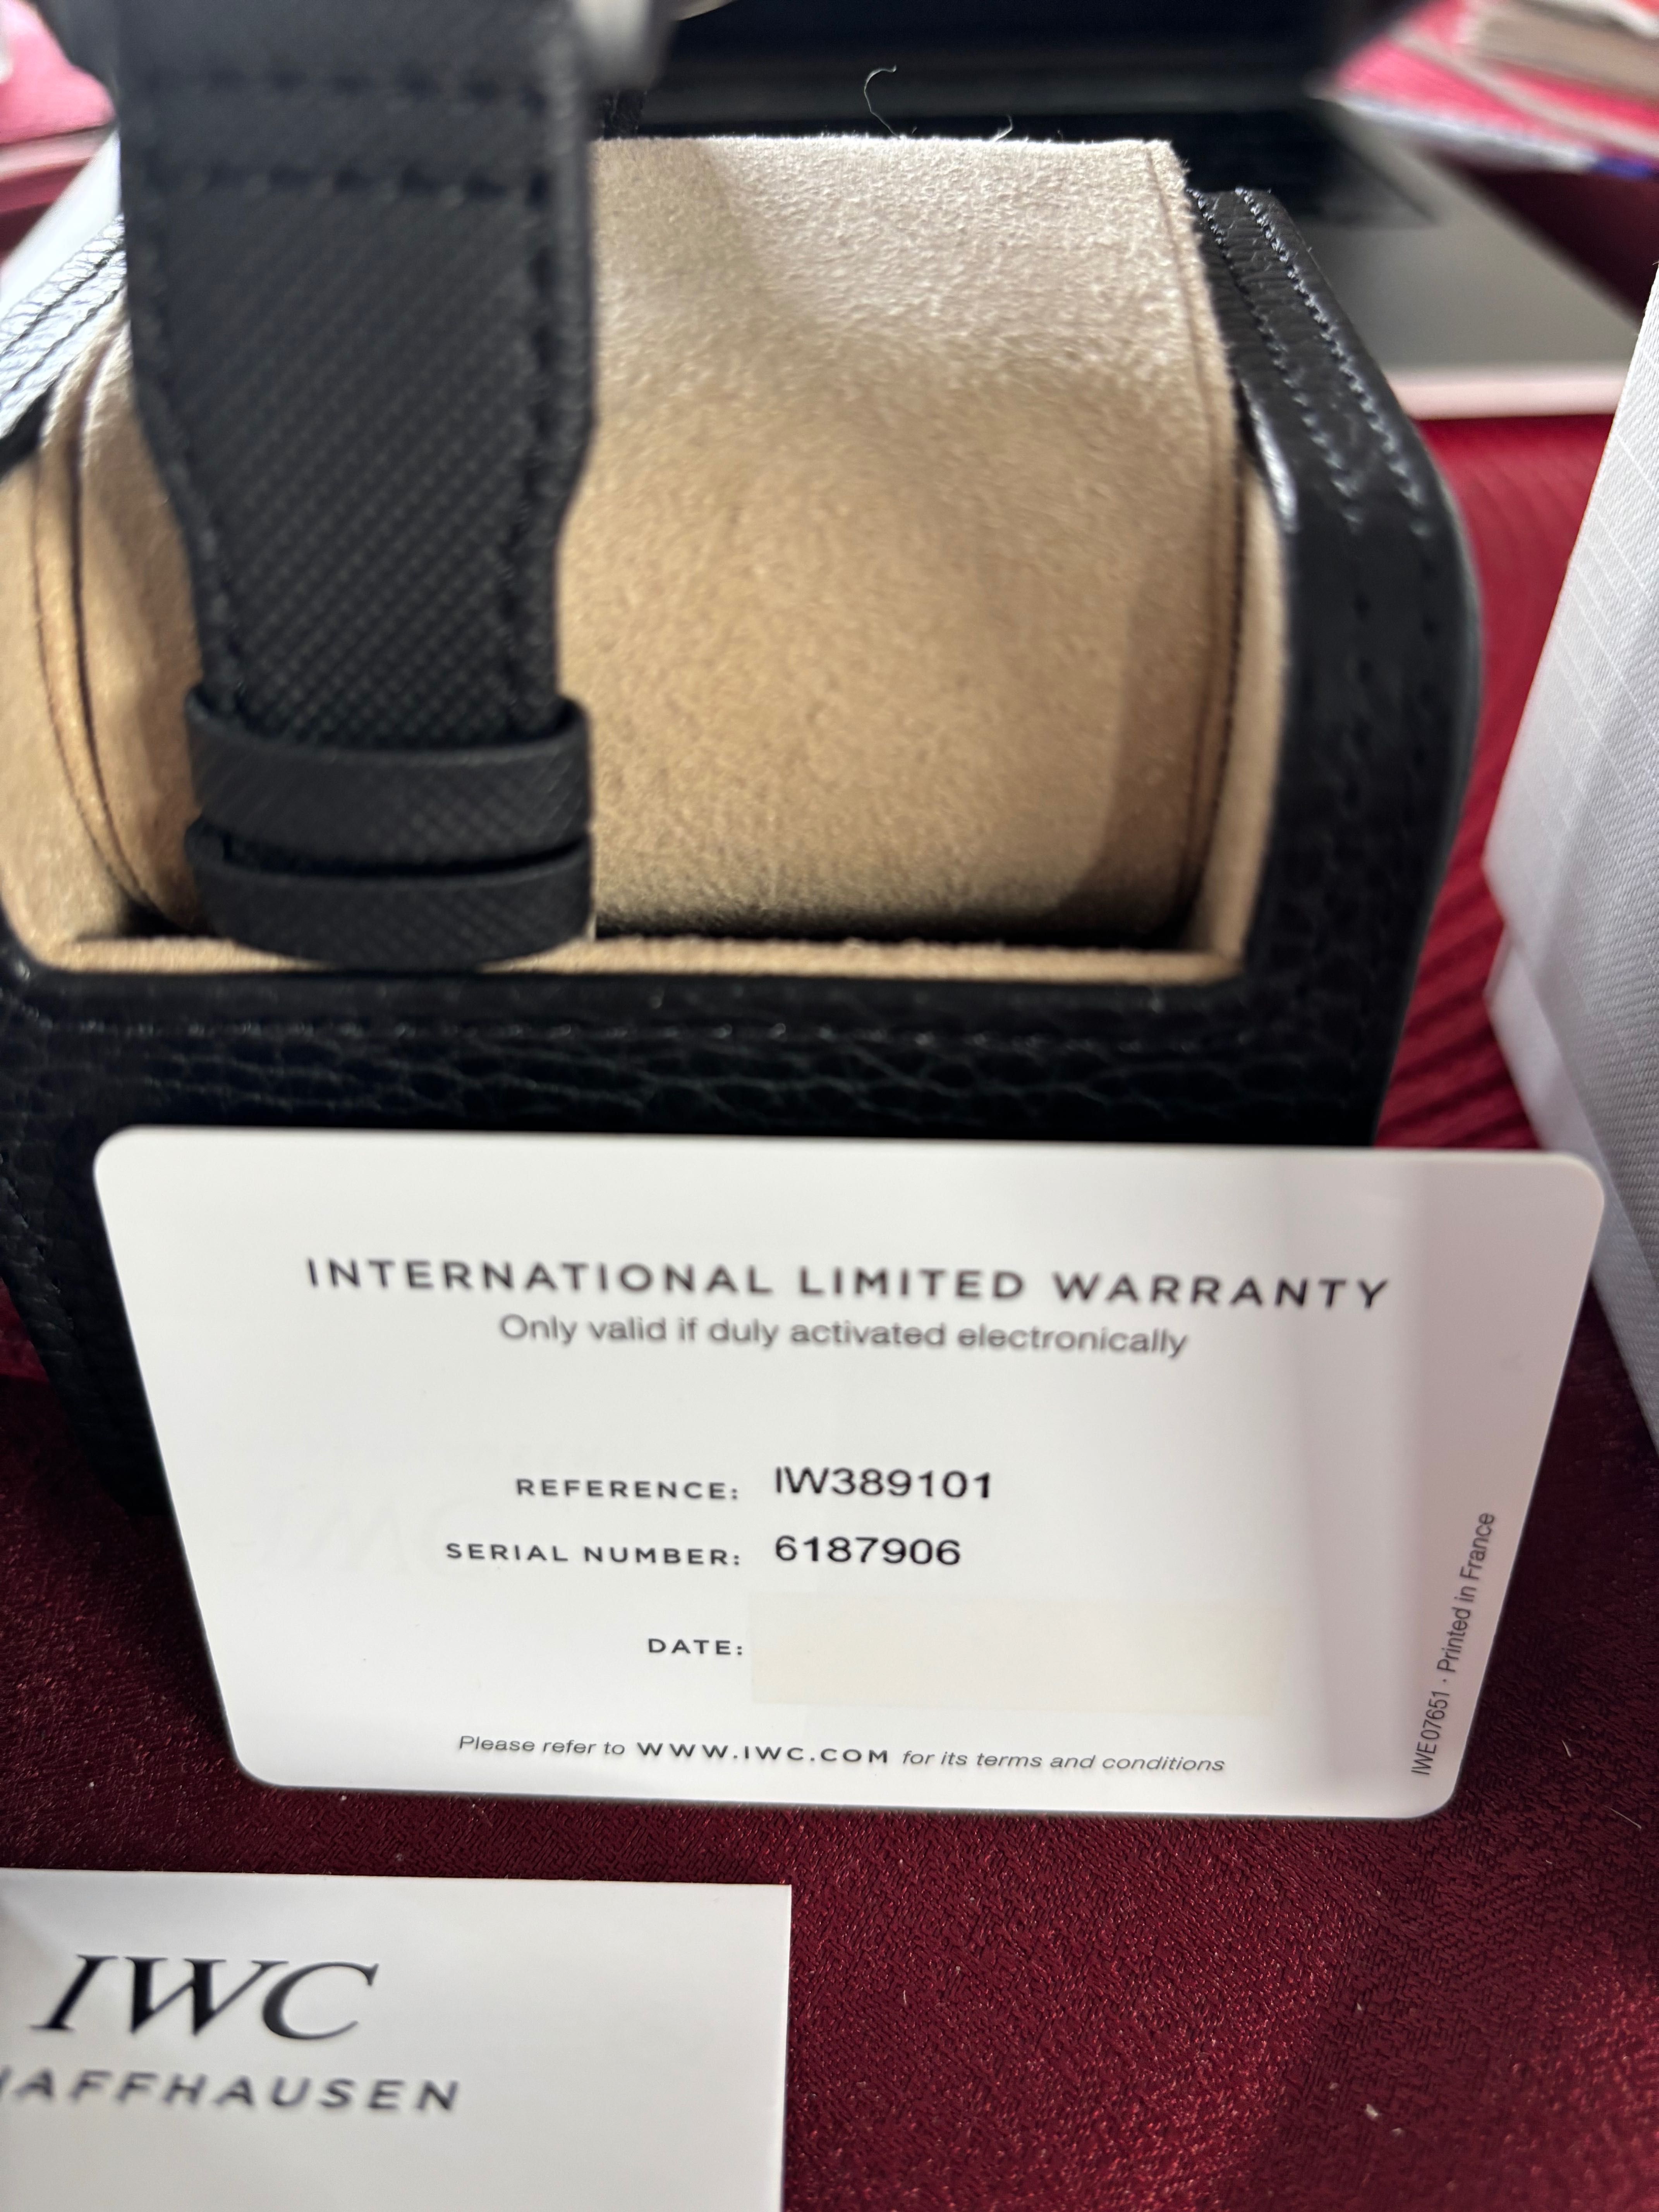 INTERNATIONAL LIMITED WARRANTY
Only valid if duly activated electronically
REFERENCE: IW389101
SERIAL NUMBER: 6187906
DATE:
Please refer to WWW.IWC.COM for its terms and conditions
IWE07651 · Printed in France
IWC
HAFFHAUSEN